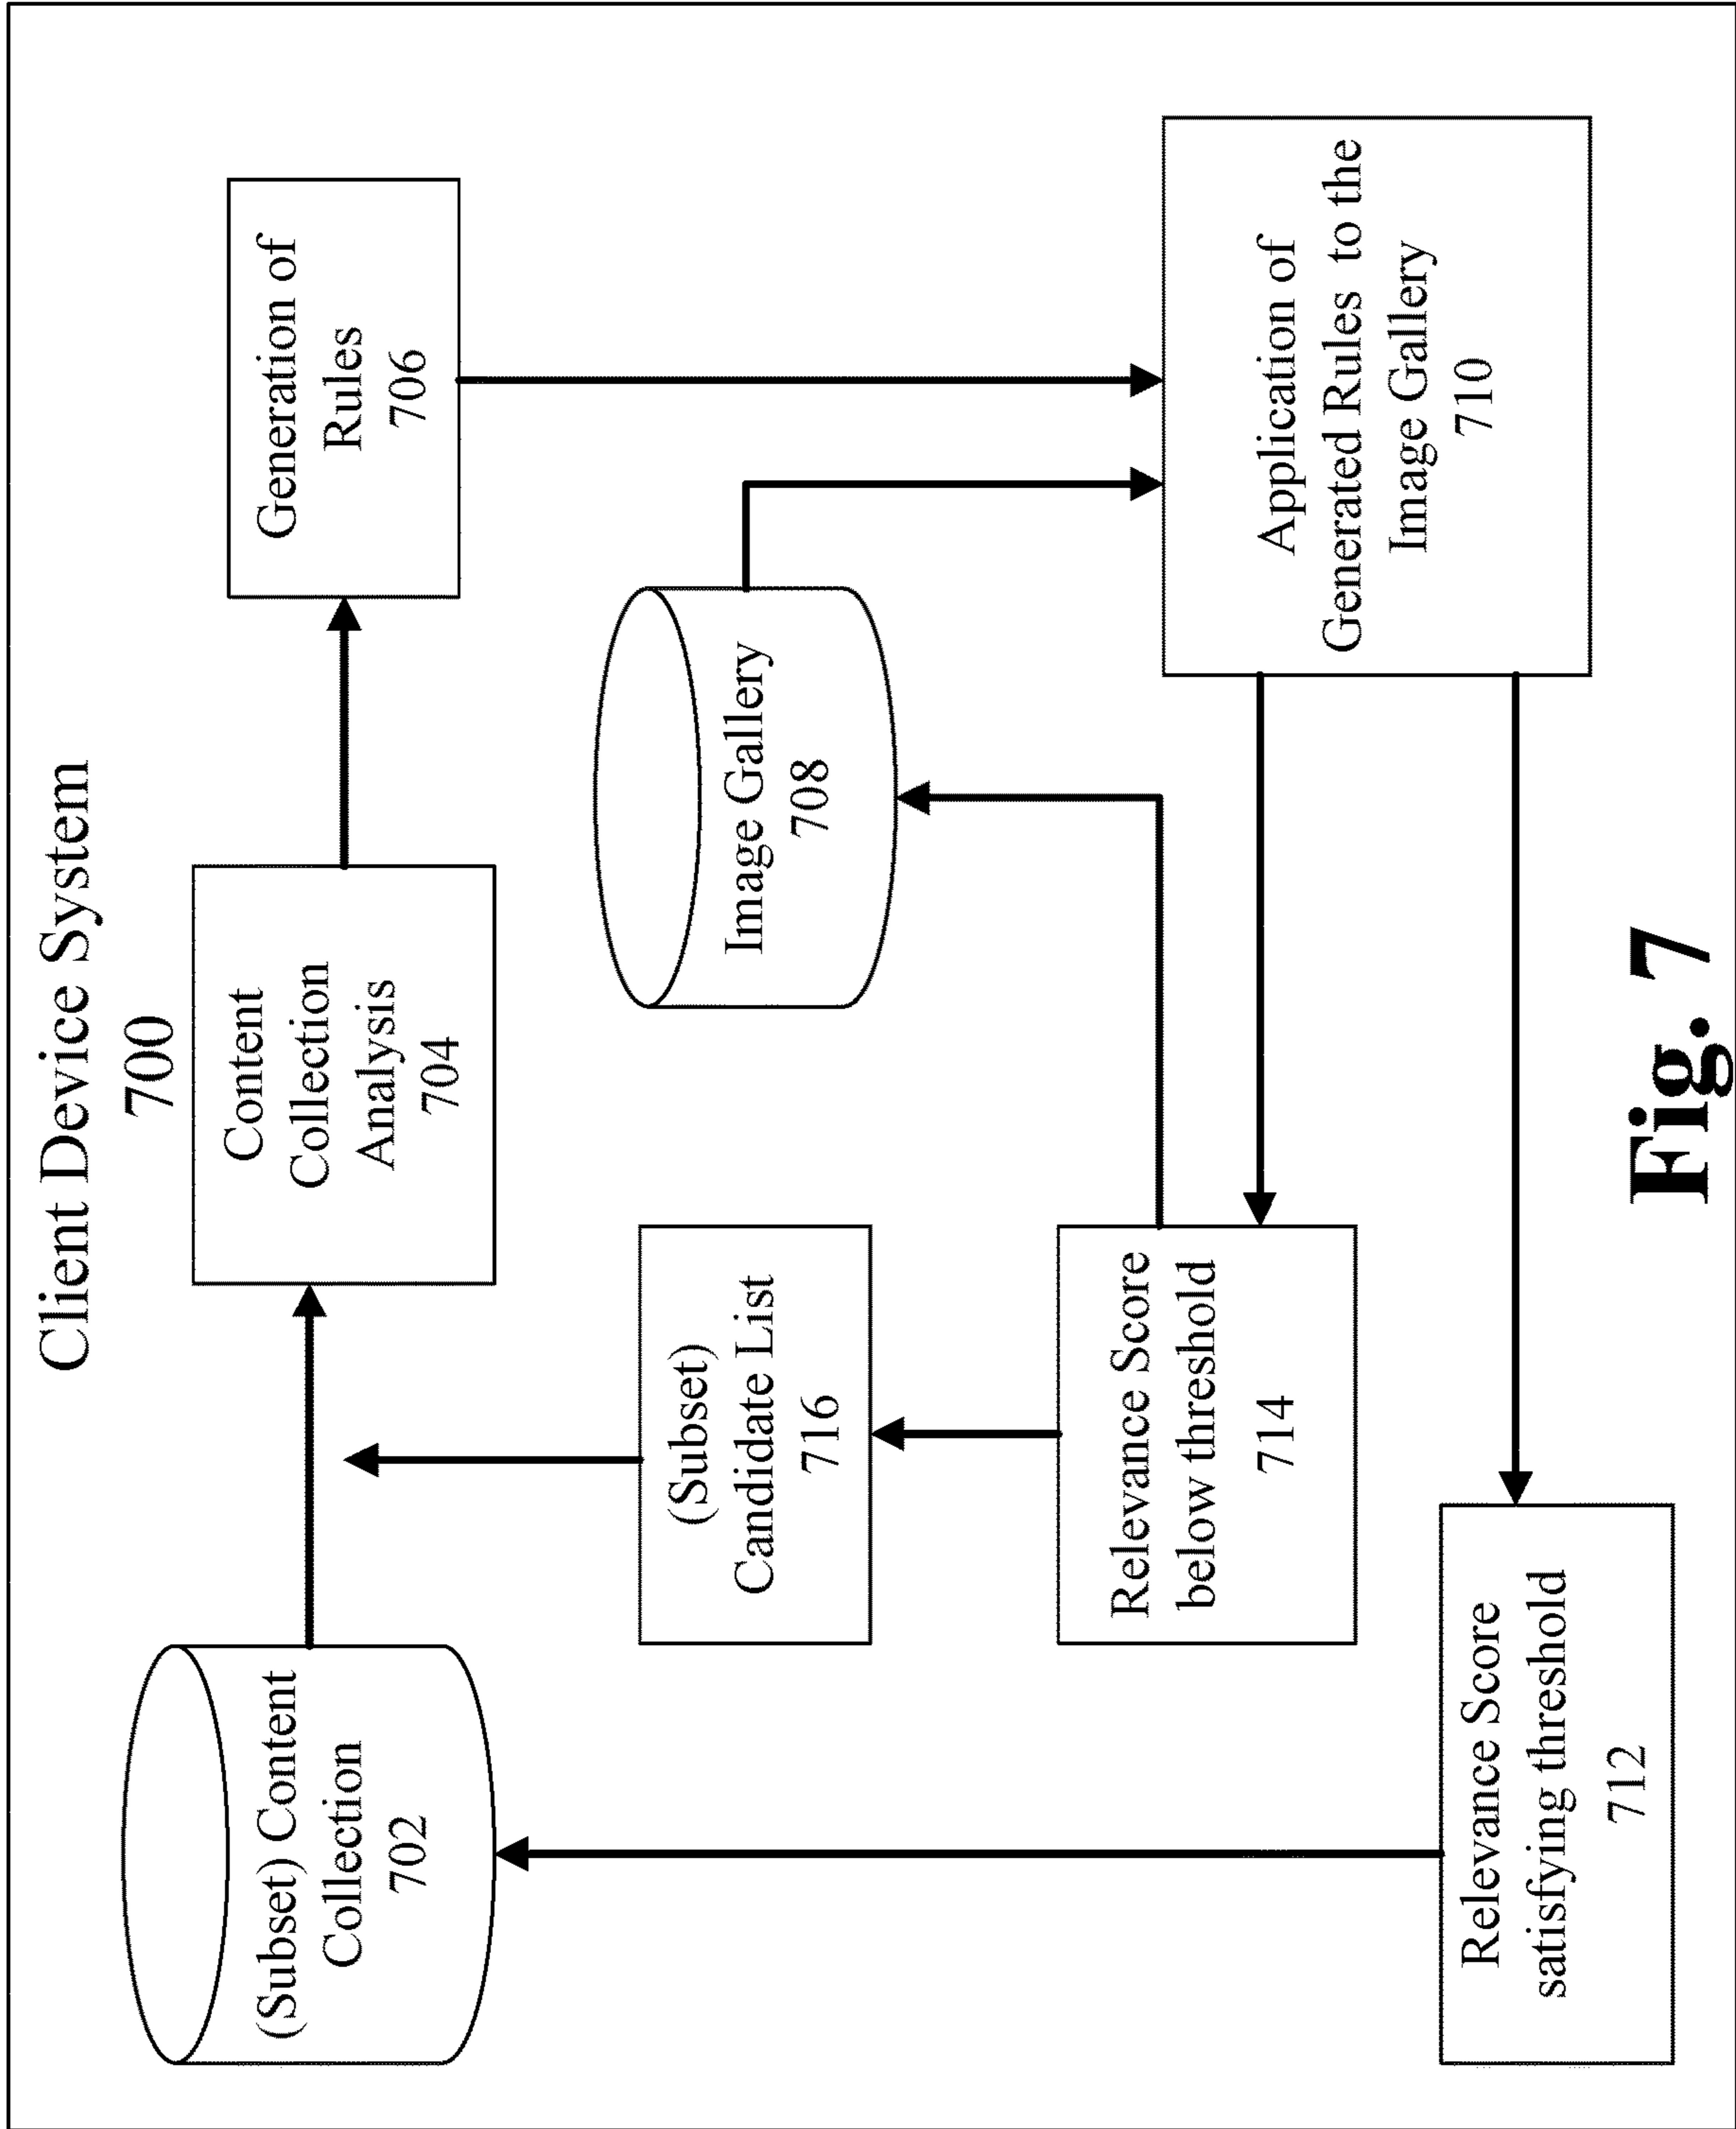 Client Device System
700
(Subset) Content
Collection
702
Content
Collection
Analysis
704
Generation of
Rules
706
(Subset)
Candidate List
716
Image Gallery
708
Relevance Score
below threshold
714
Relevance Score
satisfying threshold
712
Application of
Generated Rules to the
Image Gallery
710
Fig. 7